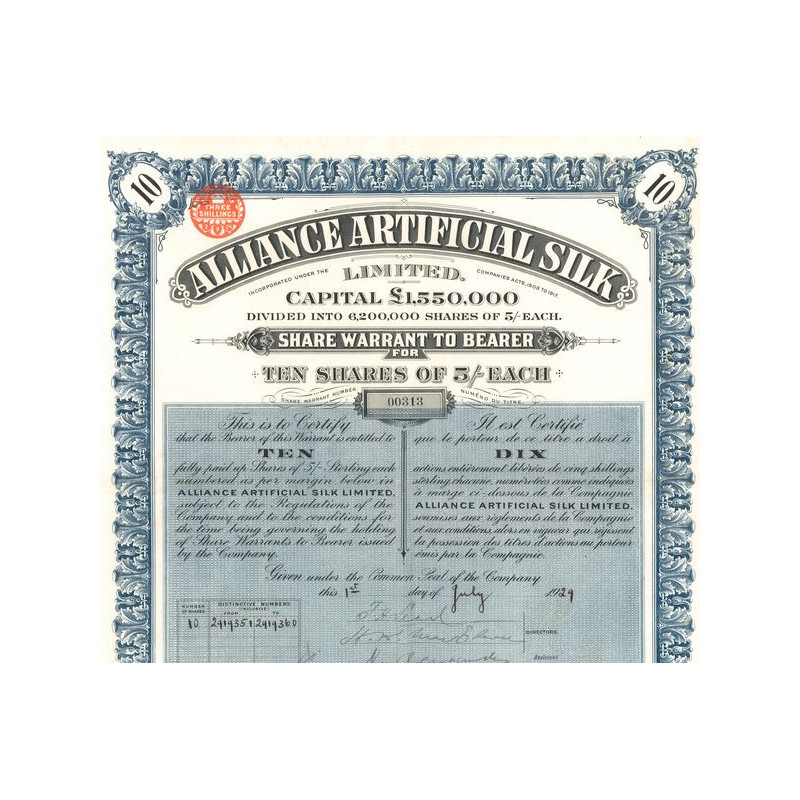 10
10
THREE
SHILLINGS
ALLIANCE ARTIFICIAL SILK
INCORPORATED UNDER THE
LIMITED.
COMPANIES ACTS, 1908 TO 1917.
CAPITAL £1,550,000
DIVIDED INTO 6,200,000 SHARES OF 5/- EACH.
SHARE WARRANT TO BEARER
FOR
TEN SHARES OF 5/- EACH
SHARE WARRANT NUMBER
00313
NUMÉRO DU TITRE
This is to Certify
that the Bearer of this Warrant is entitled to
TEN
fully paid up Shares of 5/- Sterling each
numbered as per margin below in
ALLIANCE ARTIFICIAL SILK LIMITED,
subject to the Regulations of the
Company and to the conditions for
the time being governing the holding
of Share Warrants to Bearer issued
by the Company.
Il est Certifié
que le porteur de ce titre a droit à
DIX
actions entièrement libérées de cinq shillings
sterling chacune, numérotées comme indiquées
à marge ci-dessous de la Compagnie
ALLIANCE ARTIFICIAL SILK LIMITED,
soumises aux règlements de la Compagnie
et aux conditions, alors en vigueur qui régissent
la possession des titres d'actions au porteur
émis par la Compagnie.
Given under the Common Seal of the Company
this 1st day of July 1929
NUMBER OF SHARES
DISTINCTIVE NUMBERS
(INCLUSIVE)
FROM TO
10 2919351 2919360
DIRECTORS.